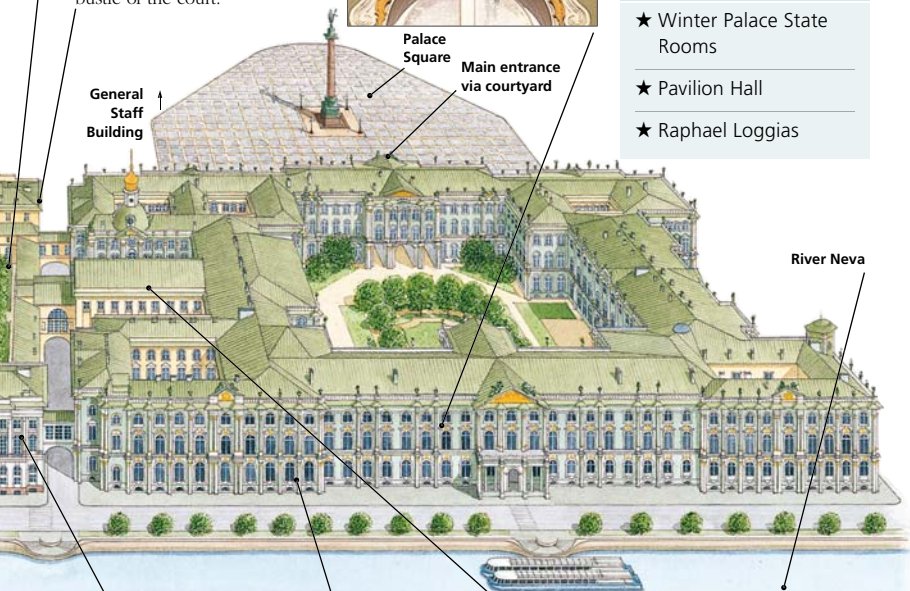 bustle of the court.
★ Winter Palace State
Rooms
★ Pavilion Hall
★ Raphael Loggias
Palace
Square
Main entrance
via courtyard
General
Staff
Building
River Neva